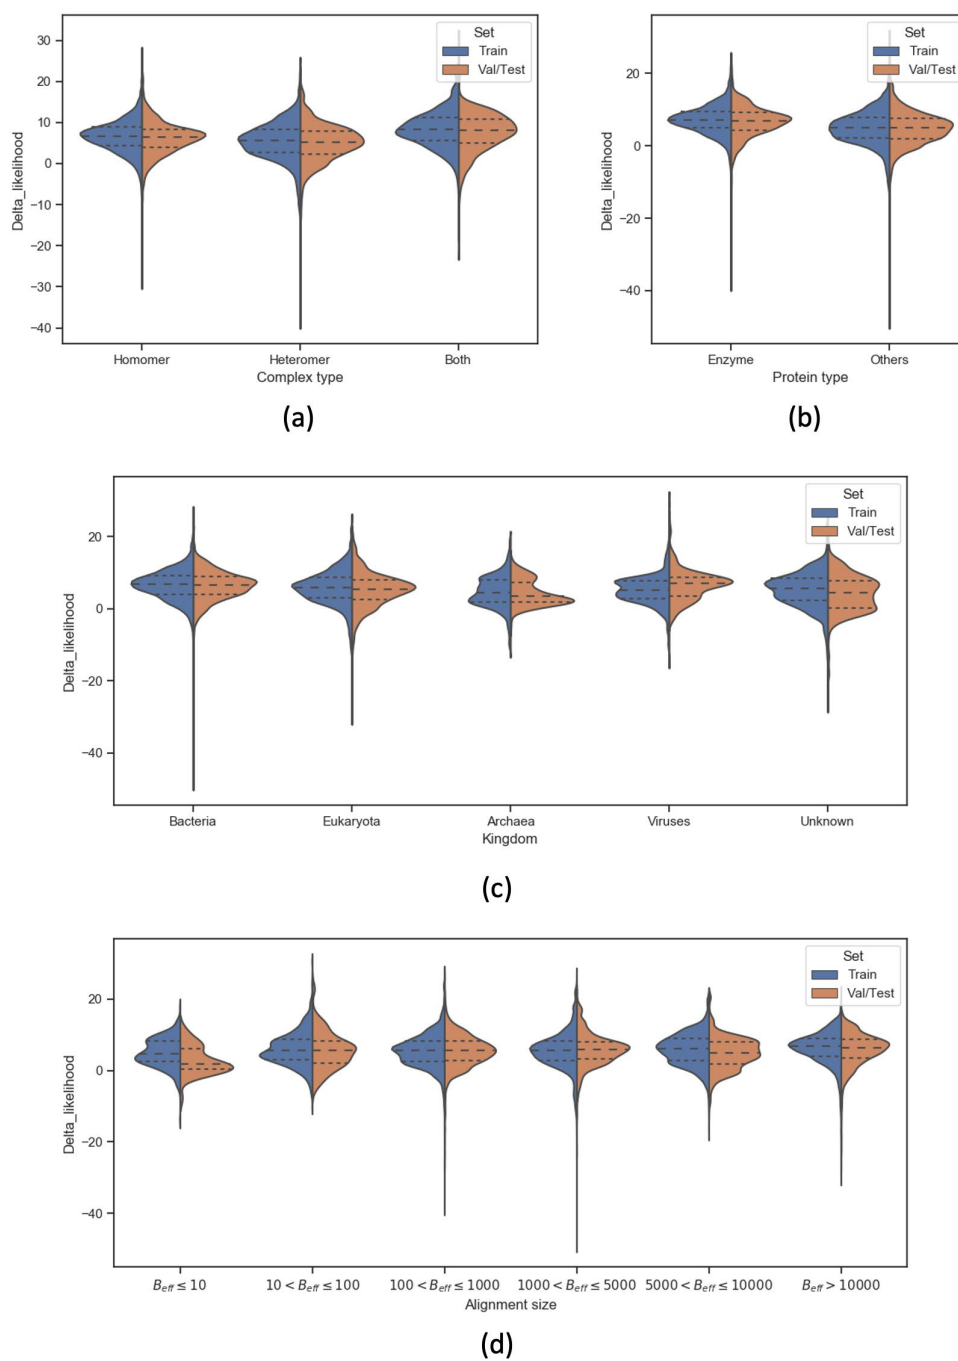 Set
Train
Val/Test
30
20
10
0
−10
−20
−30
−40
Delta_likelihood
Homomer Heteromer Both
Complex type
(a)
Set
Train
Val/Test
20
0
−20
−40
Delta_likelihood
Enzyme Others
Protein type
(b)
Set
Train
Val/Test
20
0
−20
−40
Delta_likelihood
Bacteria Eukaryota Archaea Viruses Unknown
Kingdom
(c)
Set
Train
Val/Test
20
0
−20
−40
Delta_likelihood
B_eff ≤ 10 10 < B_eff ≤ 100 100 < B_eff ≤ 1000 1000 < B_eff ≤ 5000 5000 < B_eff ≤ 10000 B_eff > 10000
Alignment size
(d)